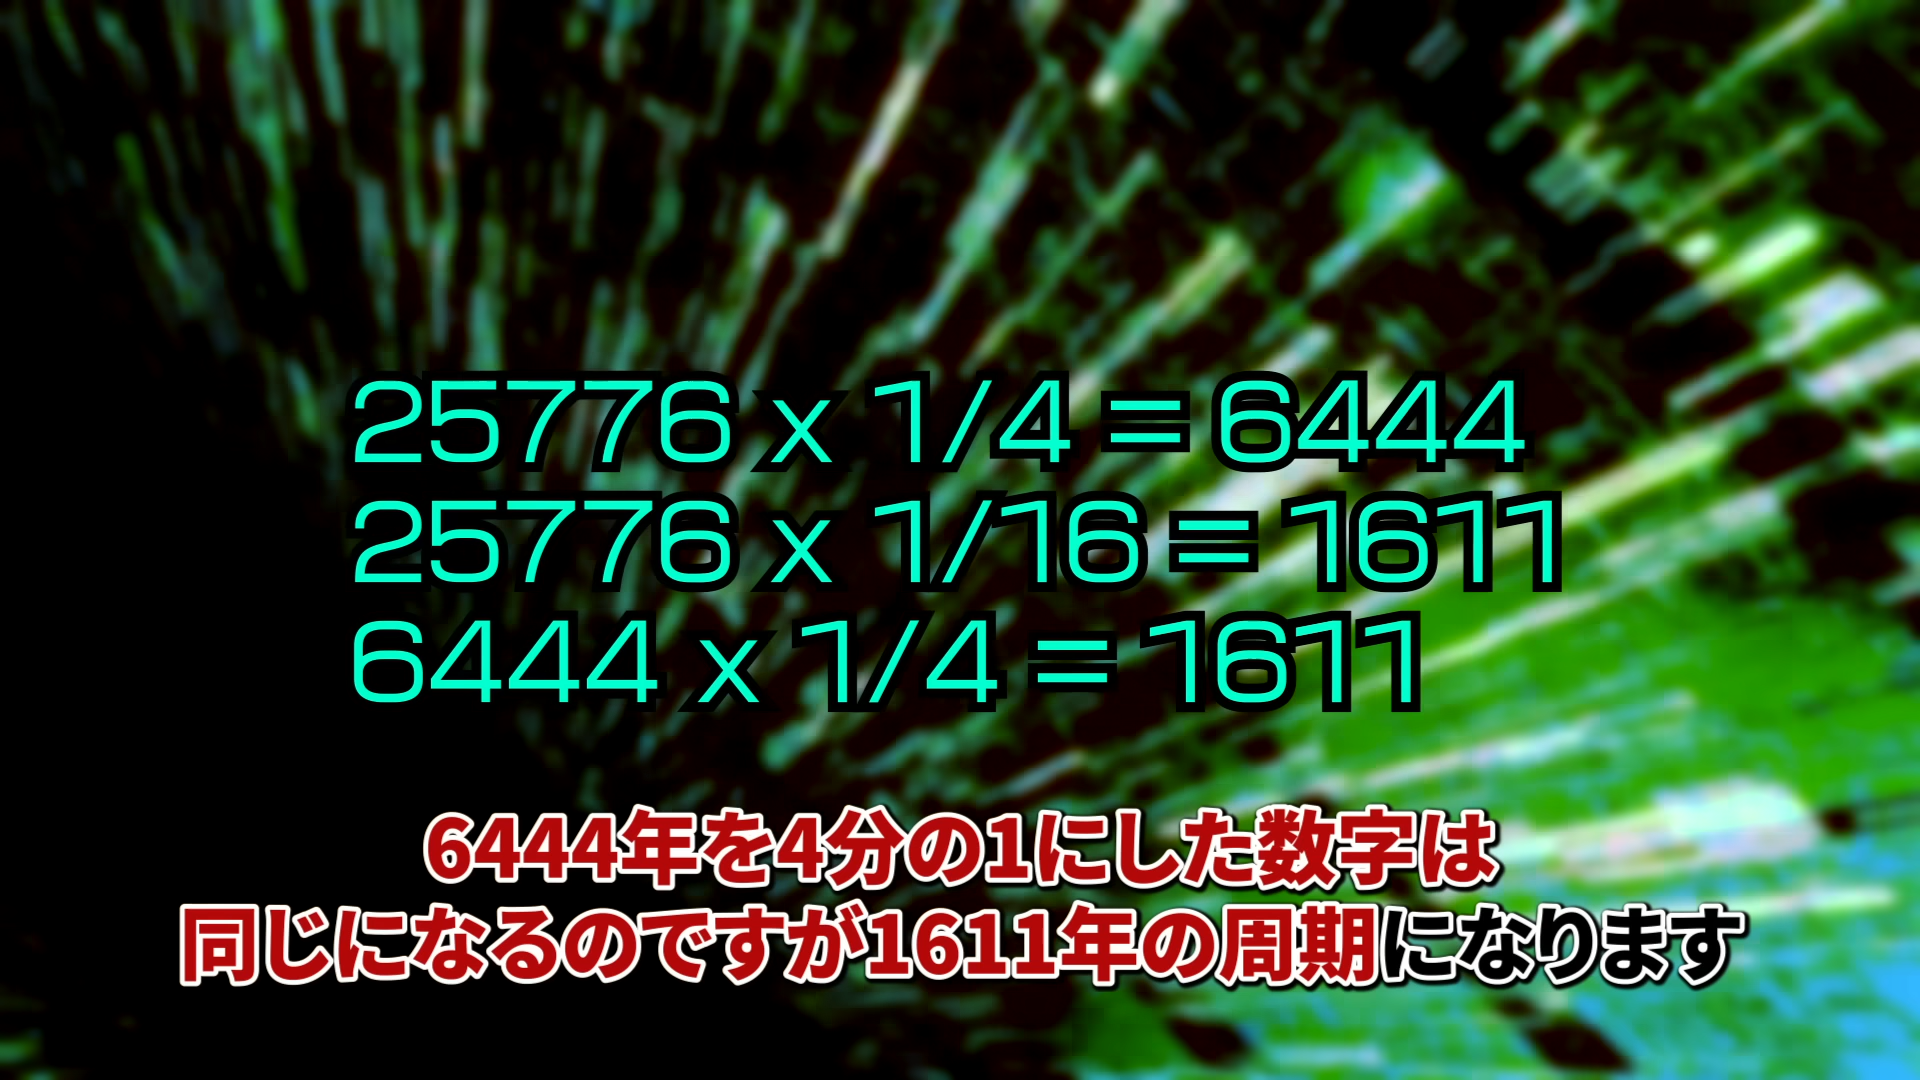 25776 x 1/4 = 6444
25776 x 1/16 = 1611
6444 x 1/4 = 1611
6444年を4分の1にした数字は
同じになるのですが1611年の周期になります